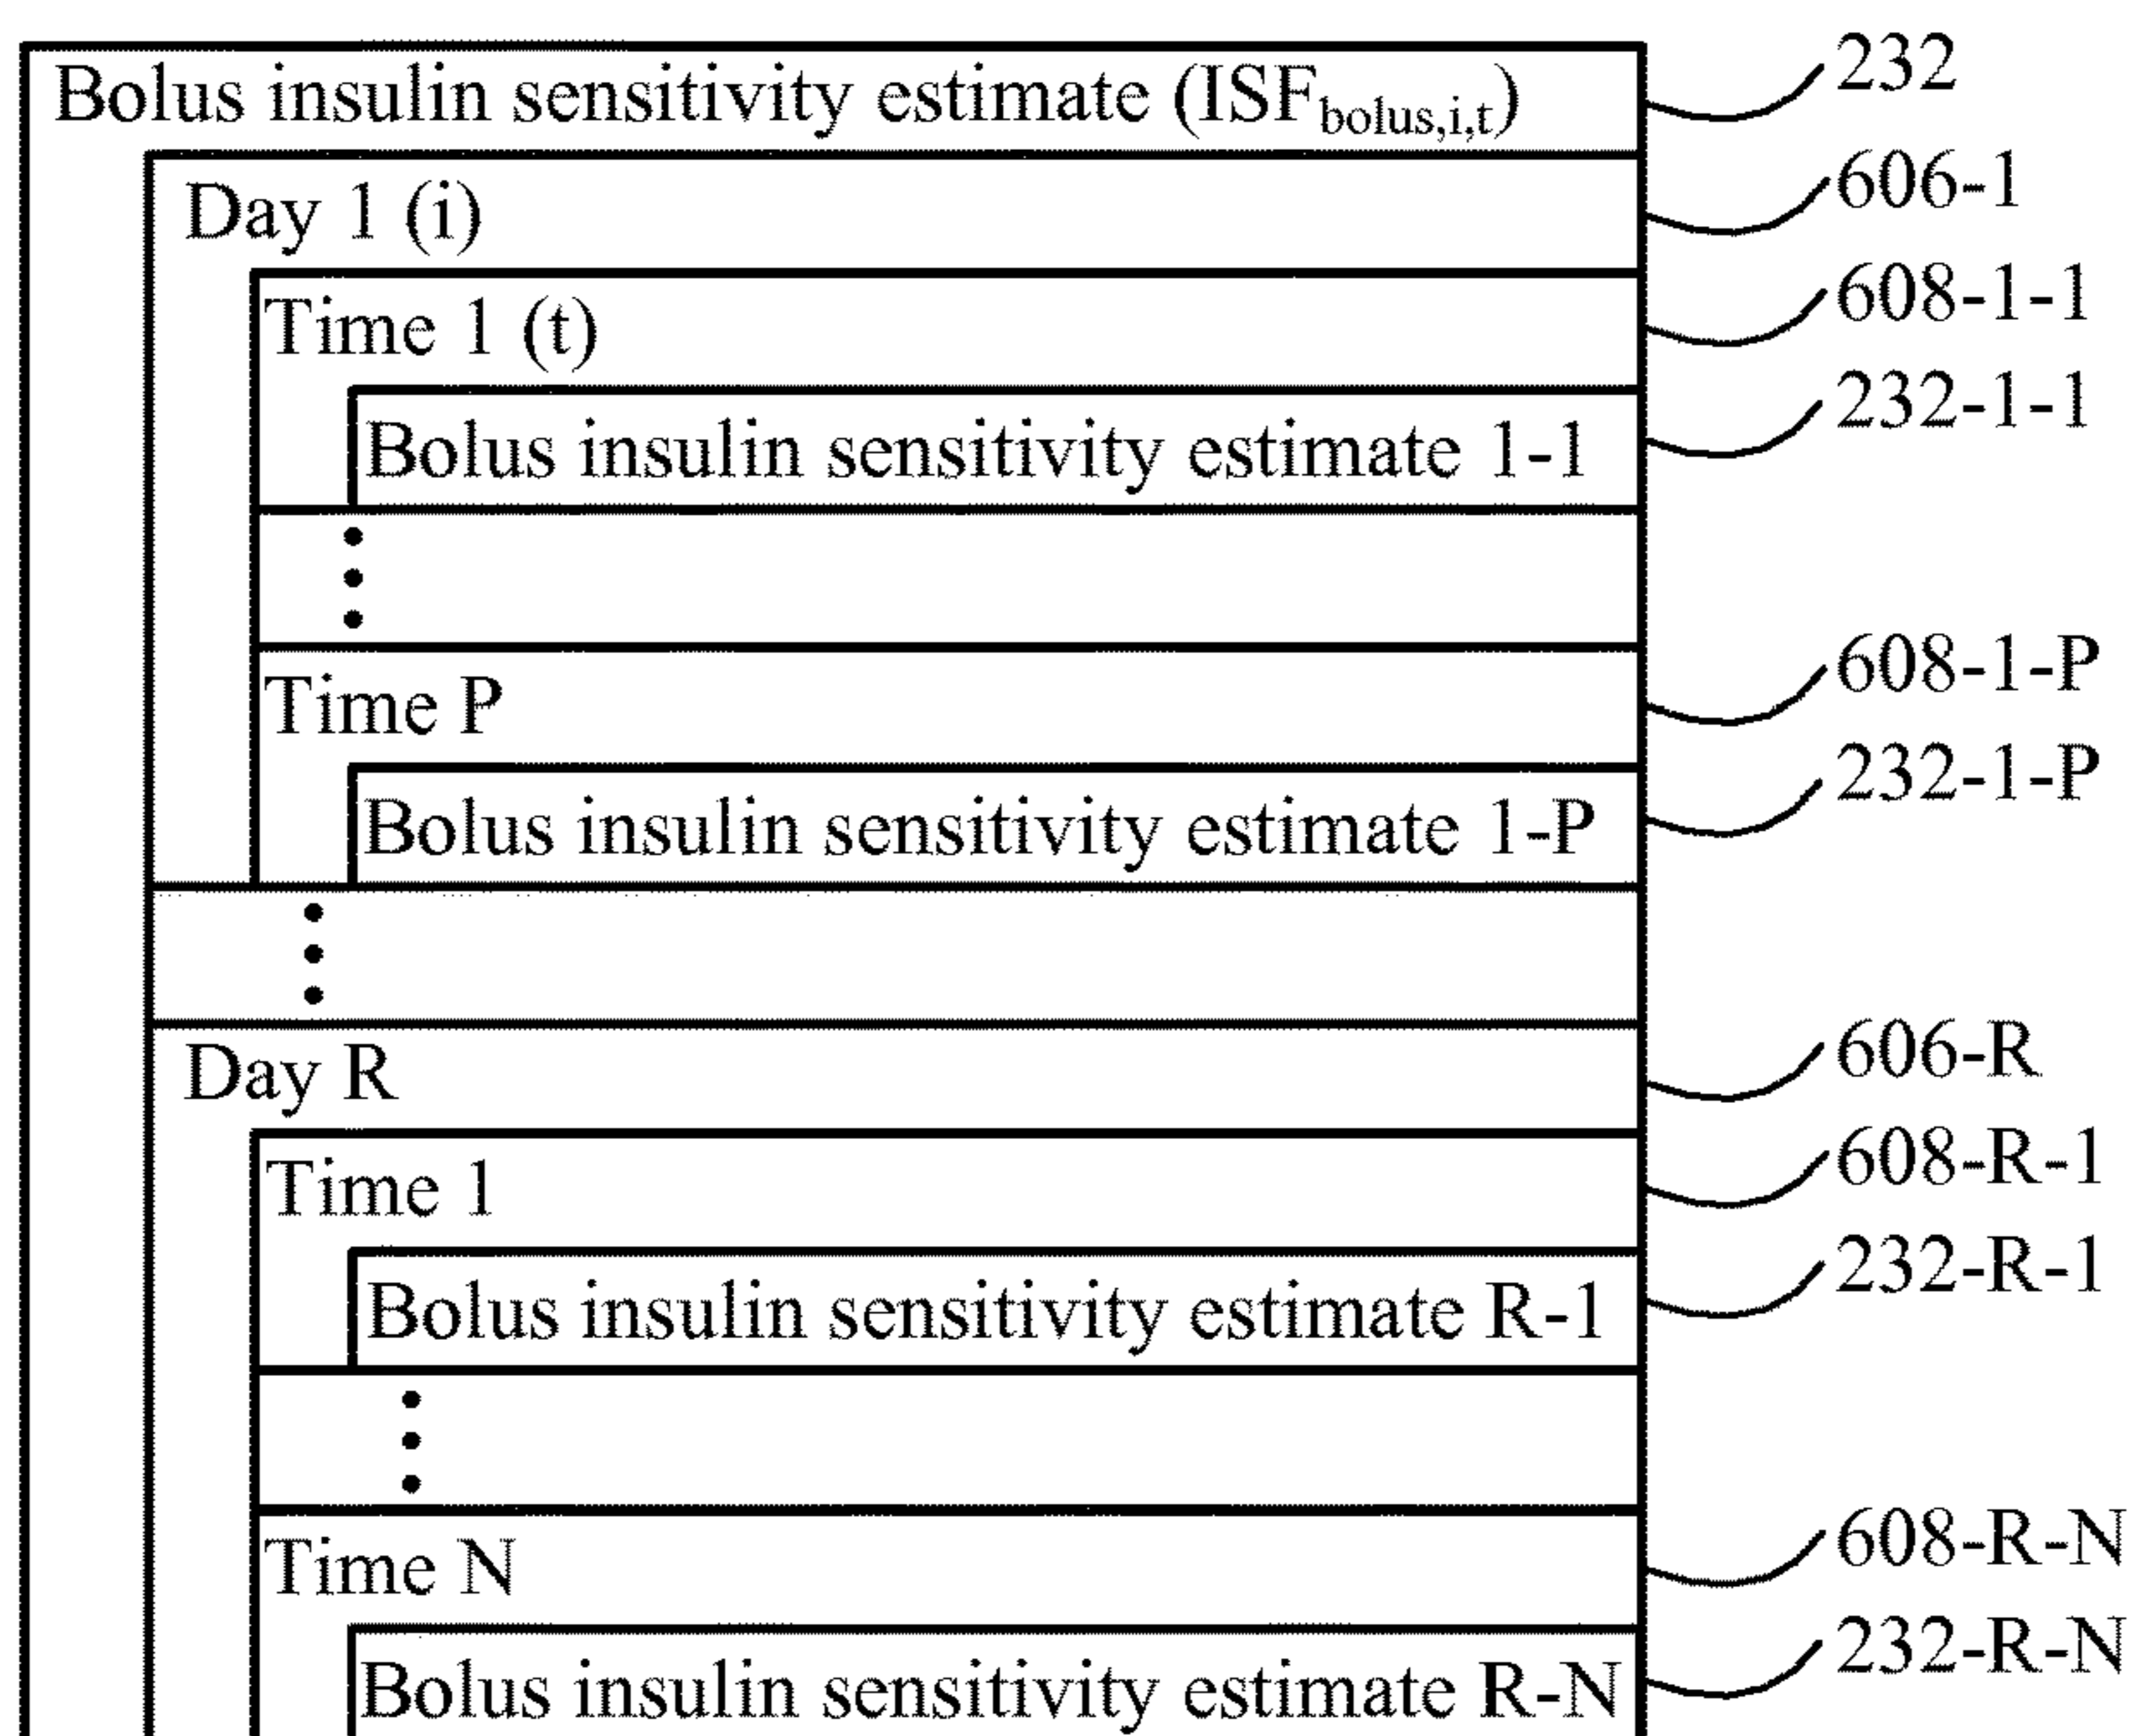 Bolus insulin sensitivity estimate (ISFbolus,i,t) 232
Day 1 (i) 606-1
Time 1 (t) 608-1-1
Bolus insulin sensitivity estimate 1-1 232-1-1
Time P 608-1-P
Bolus insulin sensitivity estimate 1-P 232-1-P
Day R 606-R
Time 1 608-R-1
Bolus insulin sensitivity estimate R-1 232-R-1
Time N 608-R-N
Bolus insulin sensitivity estimate R-N 232-R-N